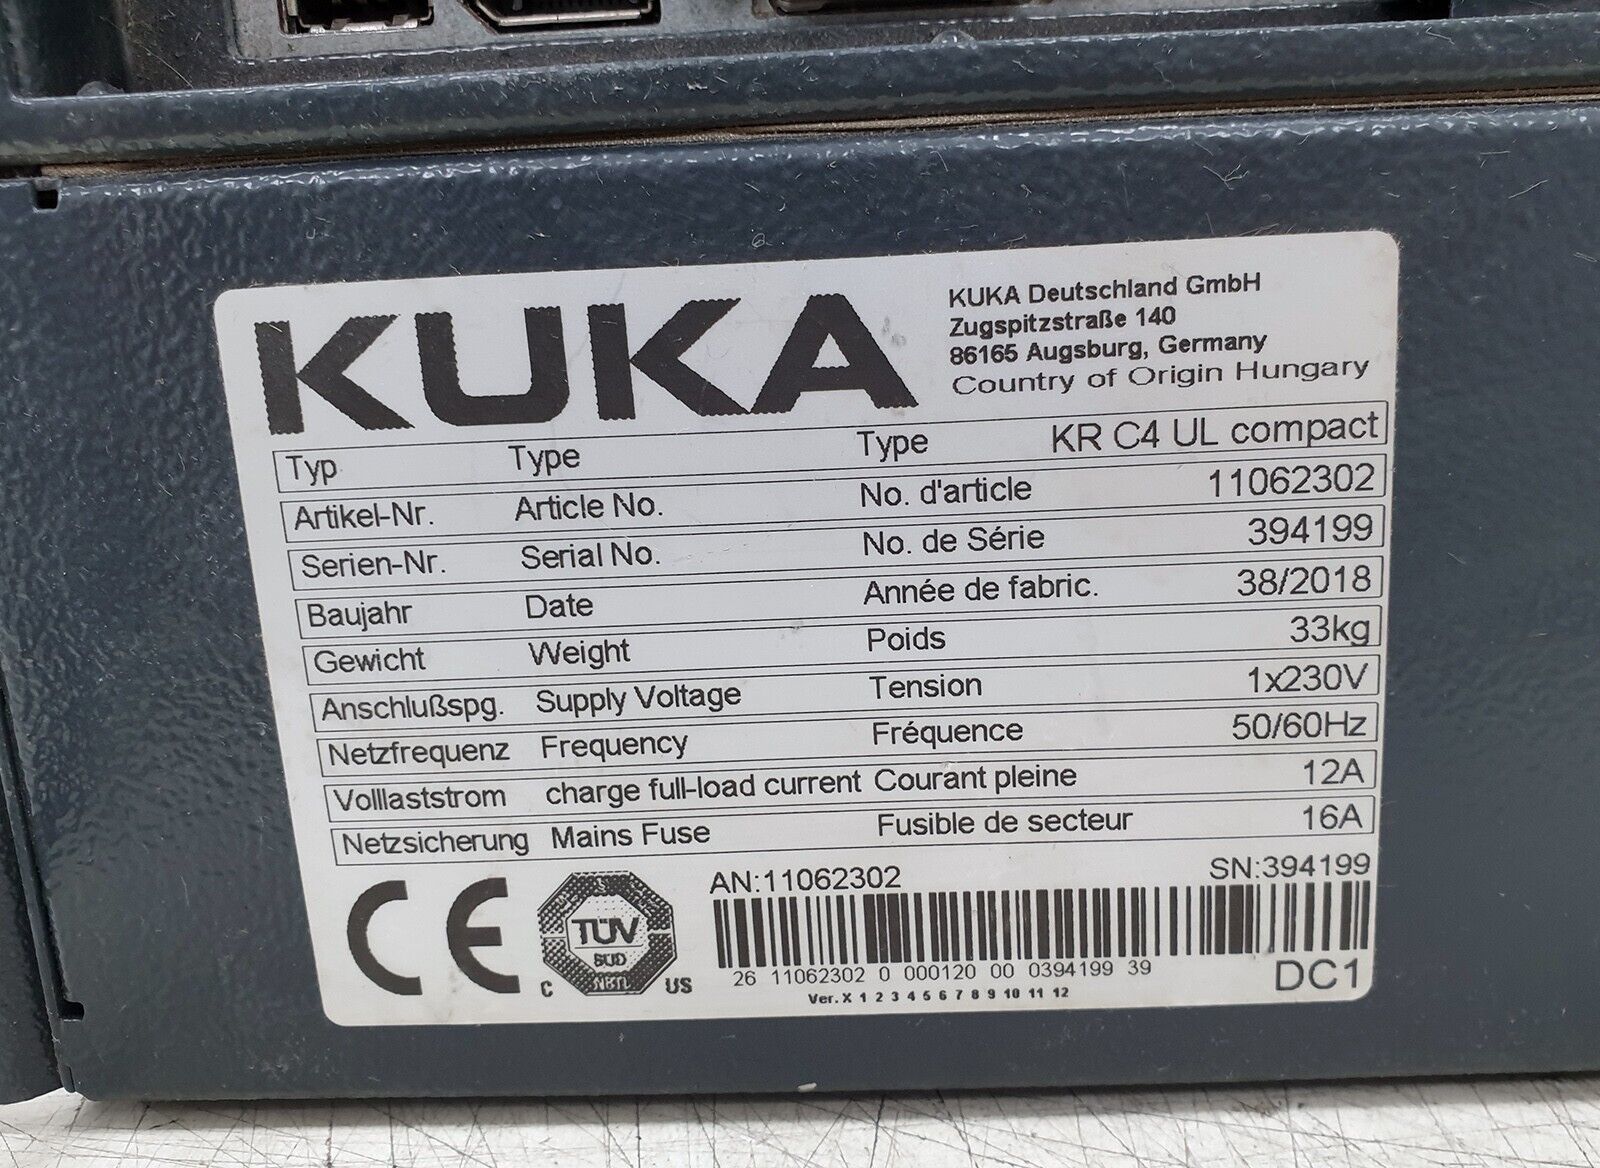 KUKA
KUKA Deutschland GmbH
Zugspitzstraße 140
86165 Augsburg, Germany
Country of Origin Hungary
Typ Type Type KR C4 UL compact
Artikel-Nr. Article No. No. d'article 11062302
Serien-Nr. Serial No. No. de Série 394199
Baujahr Date Année de fabric. 38/2018
Gewicht Weight Poids 33kg
Anschlußspg. Supply Voltage Tension 1x230V
Netzfrequenz Frequency Fréquence 50/60Hz
Volllaststrom charge full-load current Courant pleine 12A
Netzsicherung Mains Fuse Fusible de secteur 16A
CE
TÜV
SÜD
NRTL
C US
AN:11062302 SN:394199
26 11062302 0 000120 00 0394199 39
DC1
Ver. X 1 2 3 4 5 6 7 8 9 10 11 12